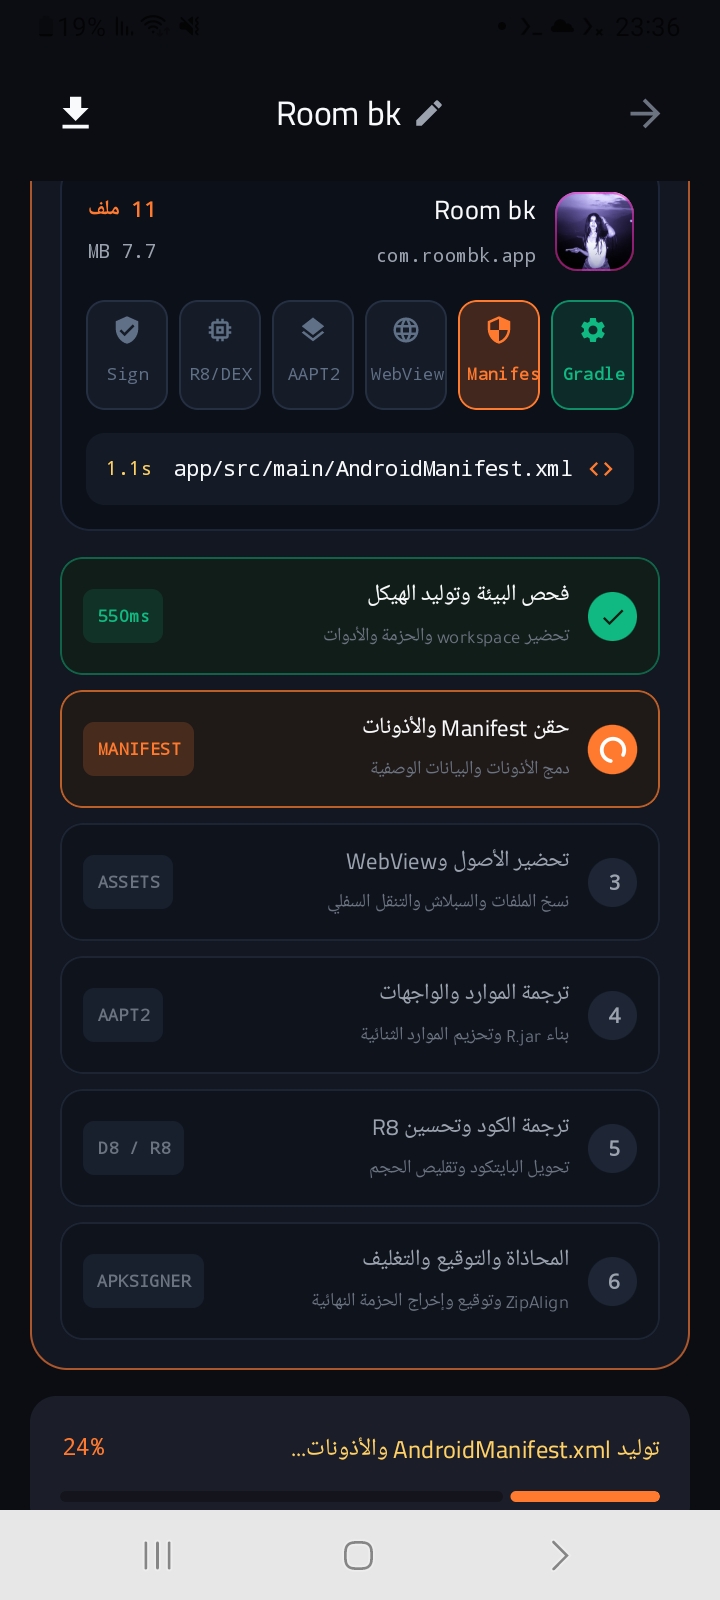 19%
23:36
Room bk
Room bk
11 ملف
com.roombk.app
7.7 MB
Gradle
Manifes
WebView
AAPT2
R8/DEX
Sign
app/src/main/AndroidManifest.xml
1.1s
فحص البيئة وتوليد الهيكل
تحضير workspace والحزمة والأدوات
550ms
حقن Manifest والأذونات
دمج الأذونات والبيانات الوصفية
MANIFEST
3
تحضير الأصول وWebView
نسخ الملفات والسبلاش والتنقل السفلي
ASSETS
4
ترجمة الموارد والواجهات
بناء R.jar وتحزيم الموارد الثنائية
AAPT2
5
ترجمة الكود وتحسين R8
تحويل البايتكود وتقليص الحجم
D8 / R8
6
المحاذاة والتوقيع والتغليف
ZipAlign وتوقيع وإخراج الحزمة النهائية
APKSIGNER
توليد AndroidManifest.xml والأذونات...
24%